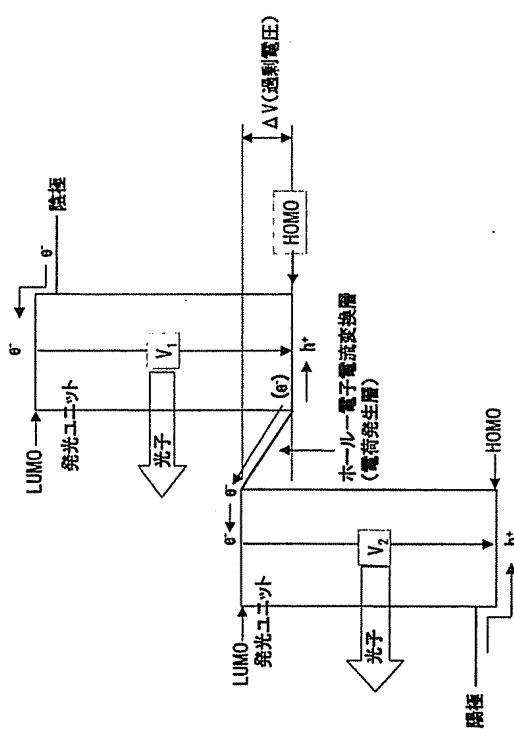 ΔV(過剰電圧)
陰極
e⁻
HOMO
e⁻
V₁
h⁺
LUMO
発光ユニット
光子
(e⁻)
ホールー電子電流変換層
(電荷発生層)
e⁻
e⁻
HOMO
V₂
h⁺
LUMO
発光ユニット
光子
陽極